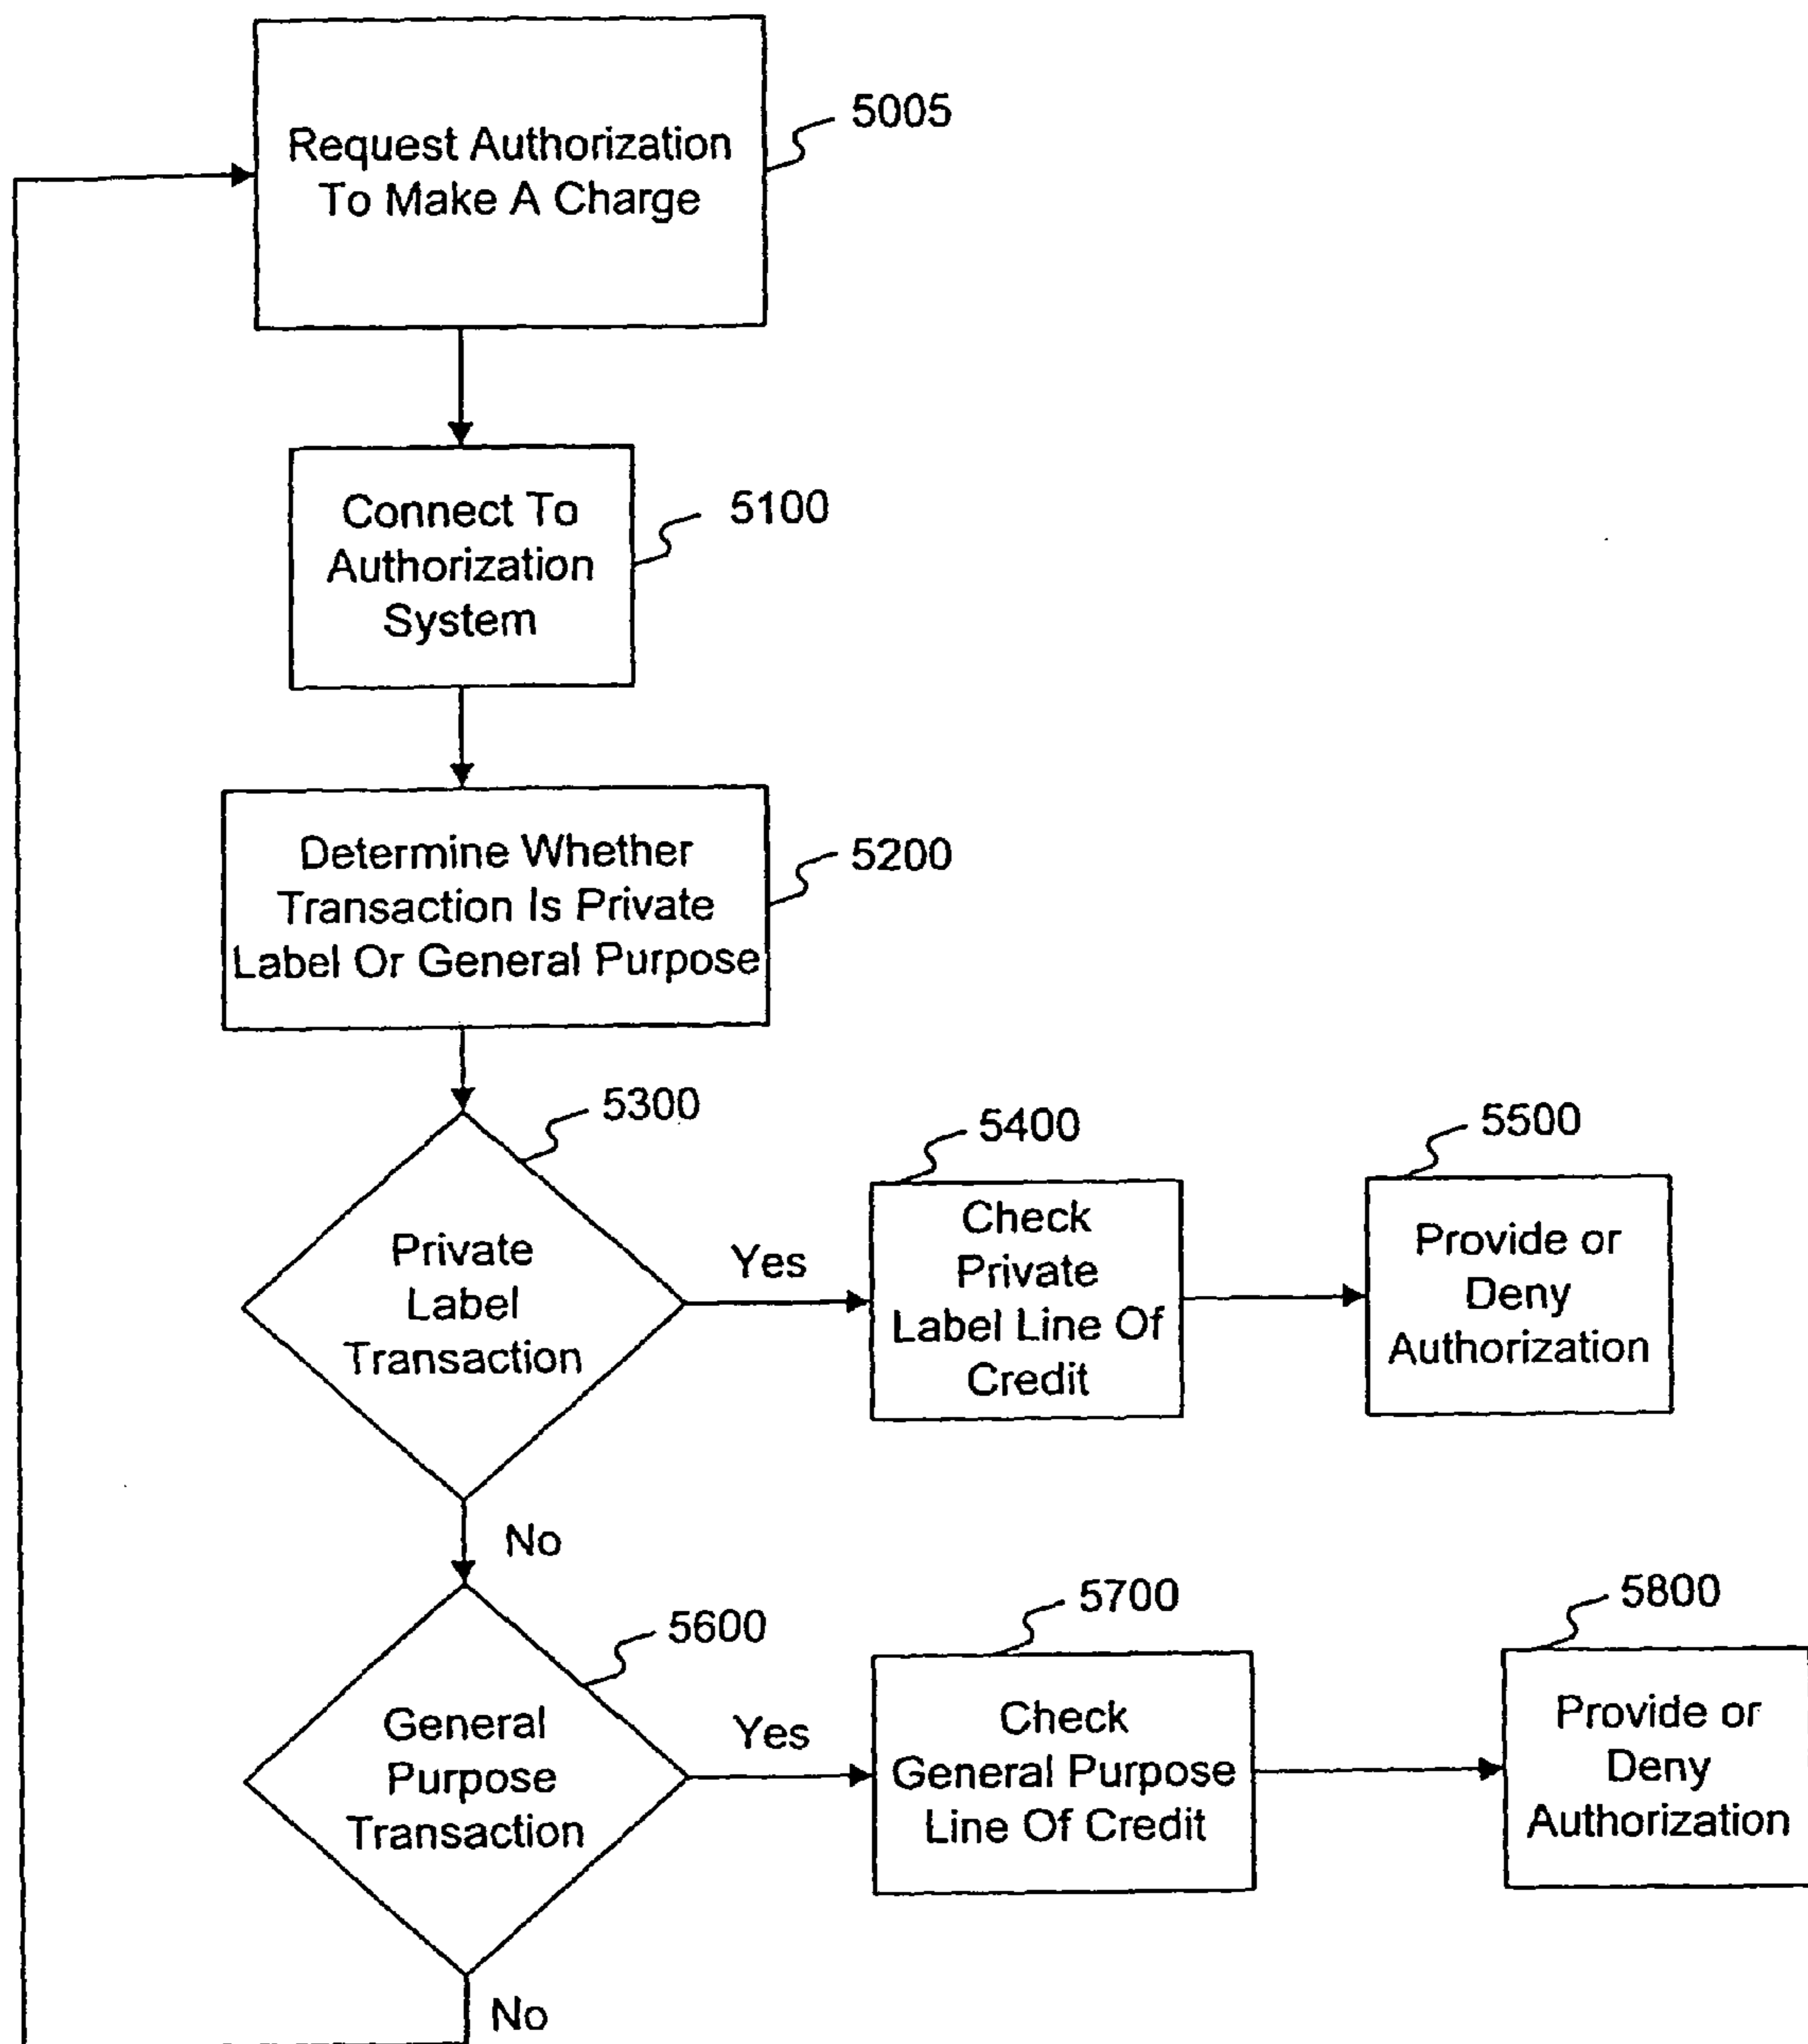 Request Authorization
To Make A Charge
5005
Connect To
Authorization
System
5100
Determine Whether
Transaction Is Private
Label Or General Purpose
5200
Private
Label
Transaction
5300
Yes
Check
Private
Label Line Of
Credit
5400
Provide or
Deny
Authorization
5500
No
General
Purpose
Transaction
5600
Yes
Check
General Purpose
Line Of Credit
5700
Provide or
Deny
Authorization
5800
No